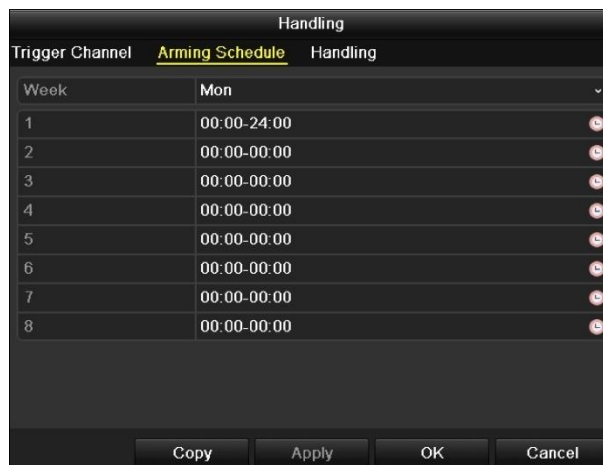 Handling
Trigger Channel Arming Schedule Handling
Week Mon
1 00:00-24:00
2 00:00-00:00
3 00:00-00:00
4 00:00-00:00
5 00:00-00:00
6 00:00-00:00
7 00:00-00:00
8 00:00-00:00
Copy Apply OK Cancel